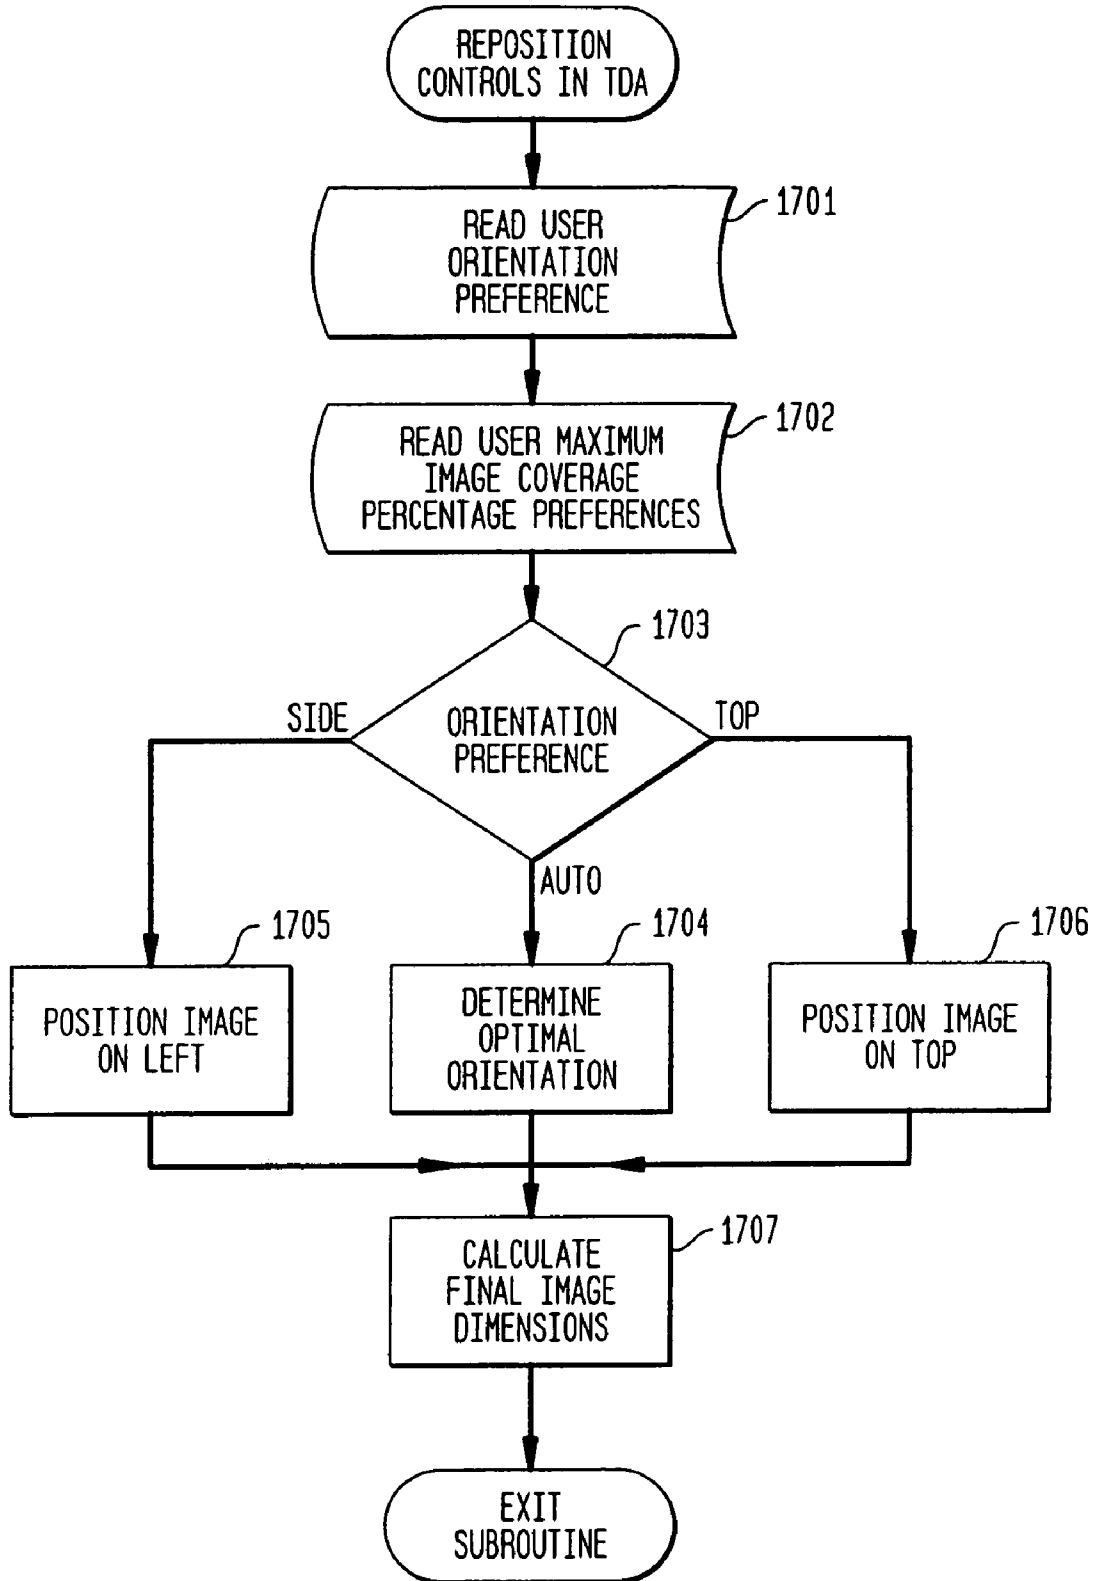 REPOSITION
CONTROLS IN TDA
1701
READ USER
ORIENTATION
PREFERENCE
1702
READ USER MAXIMUM
IMAGE COVERAGE
PERCENTAGE PREFERENCES
1703
SIDE
ORIENTATION
PREFERENCE
TOP
AUTO
1705
POSITION IMAGE
ON LEFT
1704
DETERMINE
OPTIMAL
ORIENTATION
1706
POSITION IMAGE
ON TOP
1707
CALCULATE
FINAL IMAGE
DIMENSIONS
EXIT
SUBROUTINE